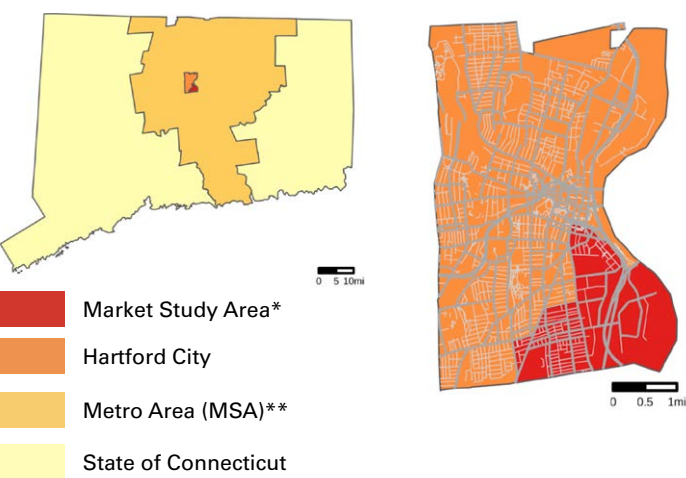 0 5 10mi
Market Study Area*
Hartford City
Metro Area (MSA)**
State of Connecticut
0 0.5 1mi